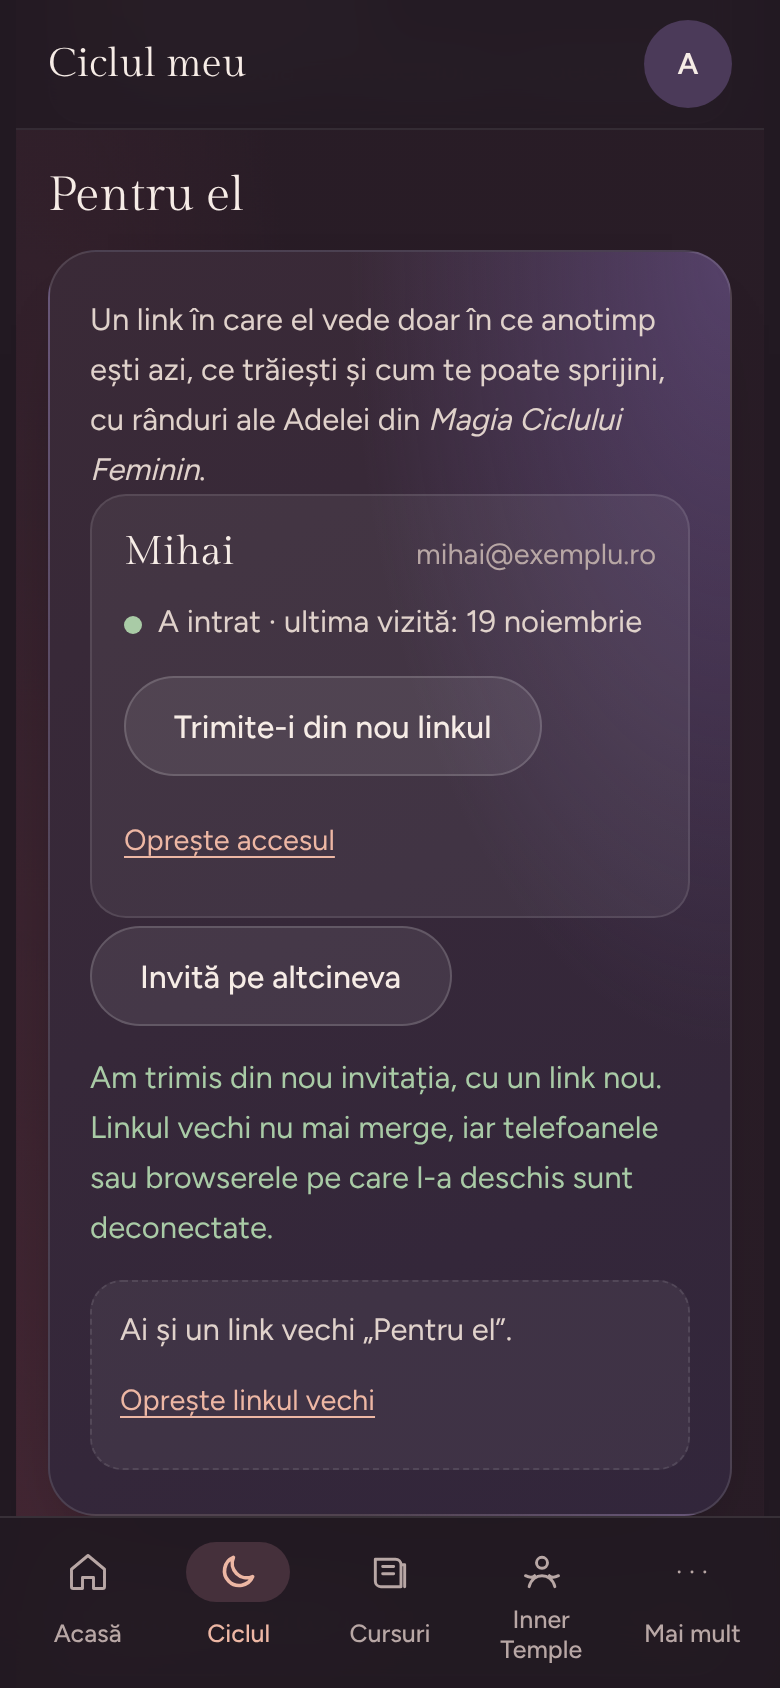 Ciclul meu
A
Pentru el
Un link în care el vede doar în ce anotimp
ești azi, ce trăiești și cum te poate sprijini,
cu rânduri ale Adelei din Magia Ciclului
Feminin.
Mihai
mihai@exemplu.ro
A intrat · ultima vizită: 19 noiembrie
Trimite-i din nou linkul
Oprește accesul
Invită pe altcineva
Am trimis din nou invitația, cu un link nou.
Linkul vechi nu mai merge, iar telefoanele
sau browserele pe care l-a deschis sunt
deconectate.
Ai și un link vechi „Pentru el”.
Oprește linkul vechi
Acasă
Ciclul
Cursuri
Inner
Temple
Mai mult